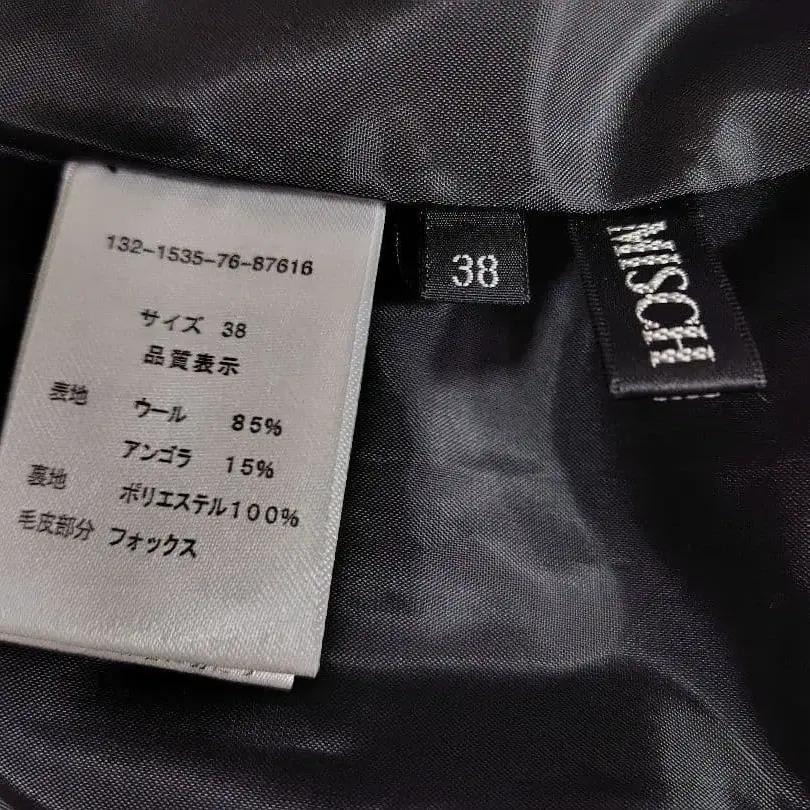 132-1535-76-87616
サイズ 38
品質表示
表地 ウール 85%
アンゴラ 15%
裏地 ポリエステル100%
毛皮部分 フォックス
38
MISCH